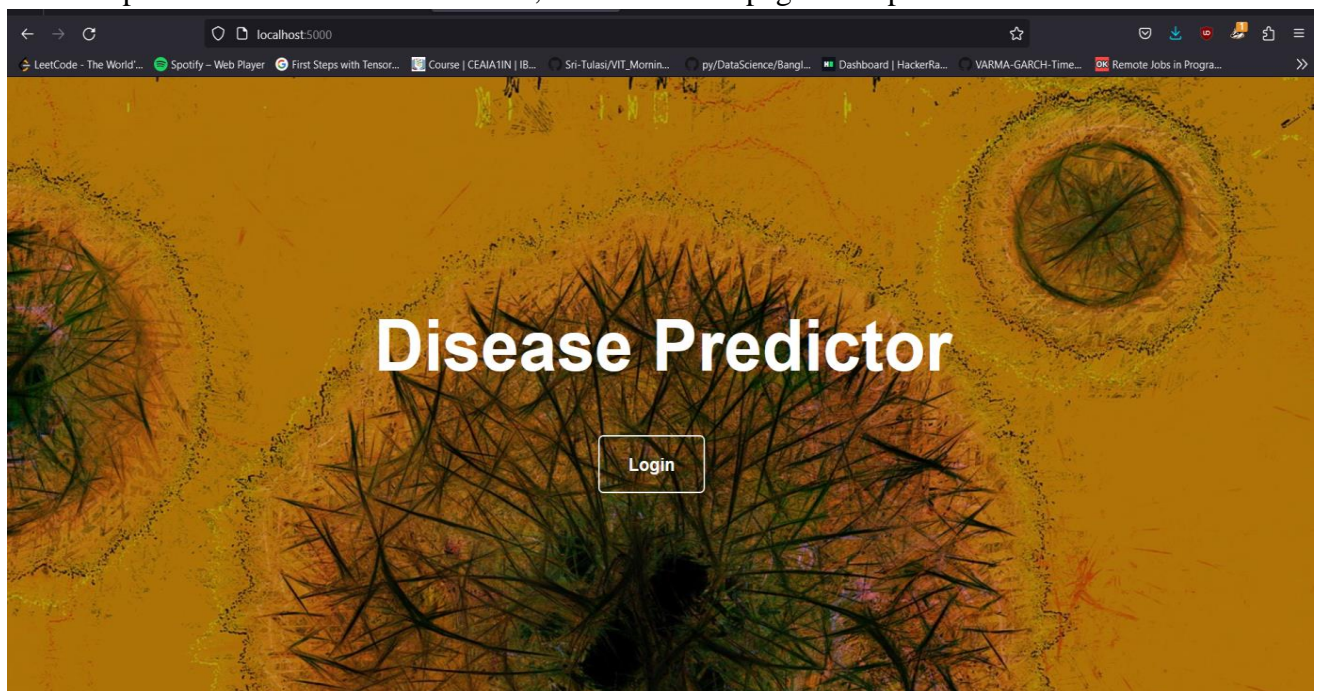 localhost:5000
LeetCode - The World'... Spotify – Web Player First Steps with Tensor... Course | CEAIA1IN | IB... Sri-Tulasi/VIT_Mornin... py/DataScience/Bangl... Dashboard | HackerRa... VARMA-GARCH-Time... OK Remote Jobs in Progra...
Disease Predictor
Login